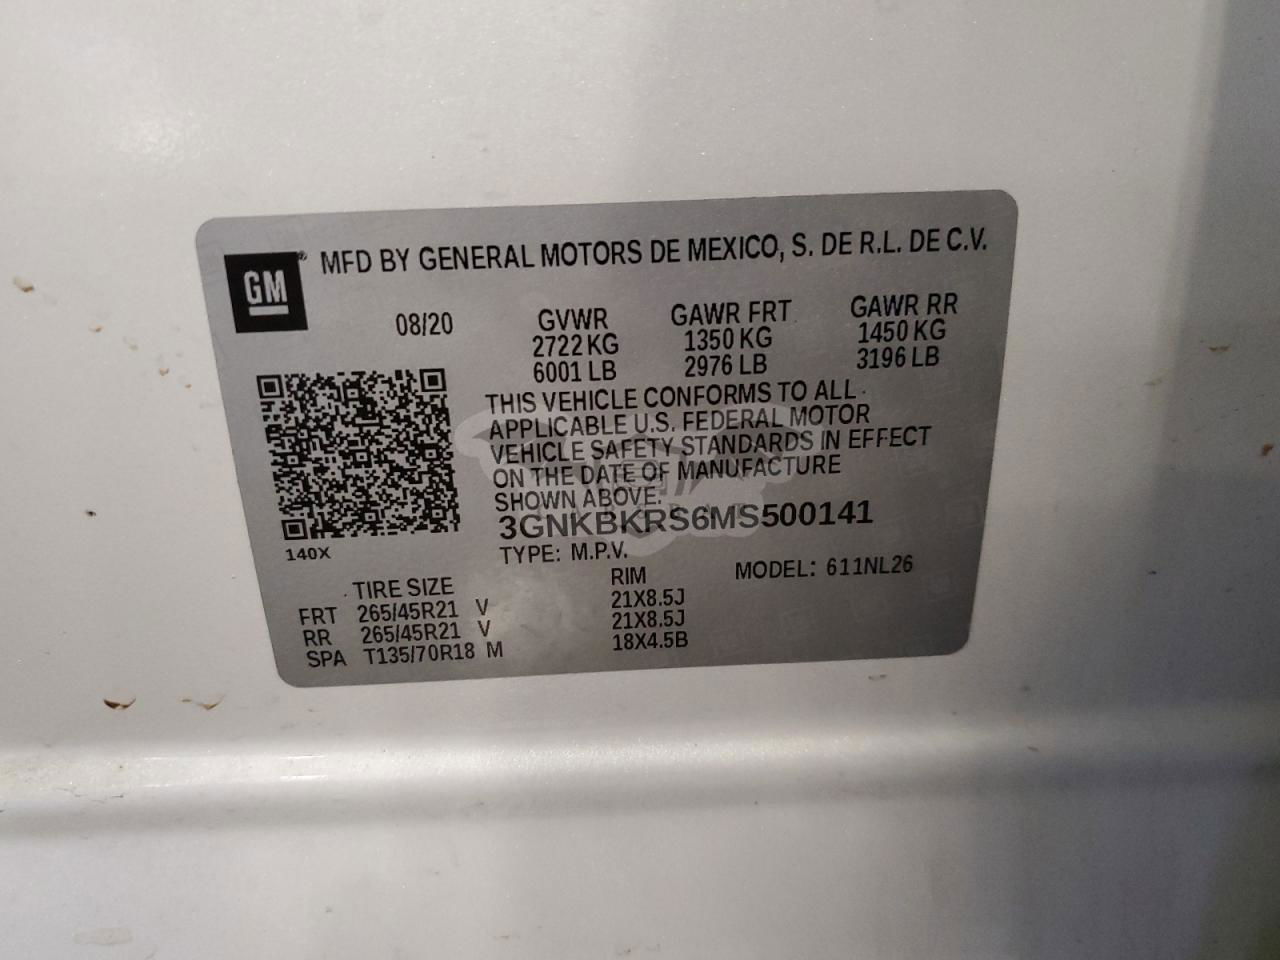 GM ® MFD BY GENERAL MOTORS DE MEXICO, S. DE R.L. DE C.V.
08/20 GVWR GAWR FRT GAWR RR
2722 KG 1350 KG 1450 KG
6001 LB 2976 LB 3196 LB
THIS VEHICLE CONFORMS TO ALL
APPLICABLE U.S. FEDERAL MOTOR
VEHICLE SAFETY STANDARDS IN EFFECT
ON THE DATE OF MANUFACTURE
SHOWN ABOVE.
3GNKBKRS6MS500141
140X TYPE: M.P.V. MODEL: 611NL26
TIRE SIZE RIM
FRT 265/45R21 V 21X8.5J
RR 265/45R21 V 21X8.5J
SPA T135/70R18 M 18X4.5B